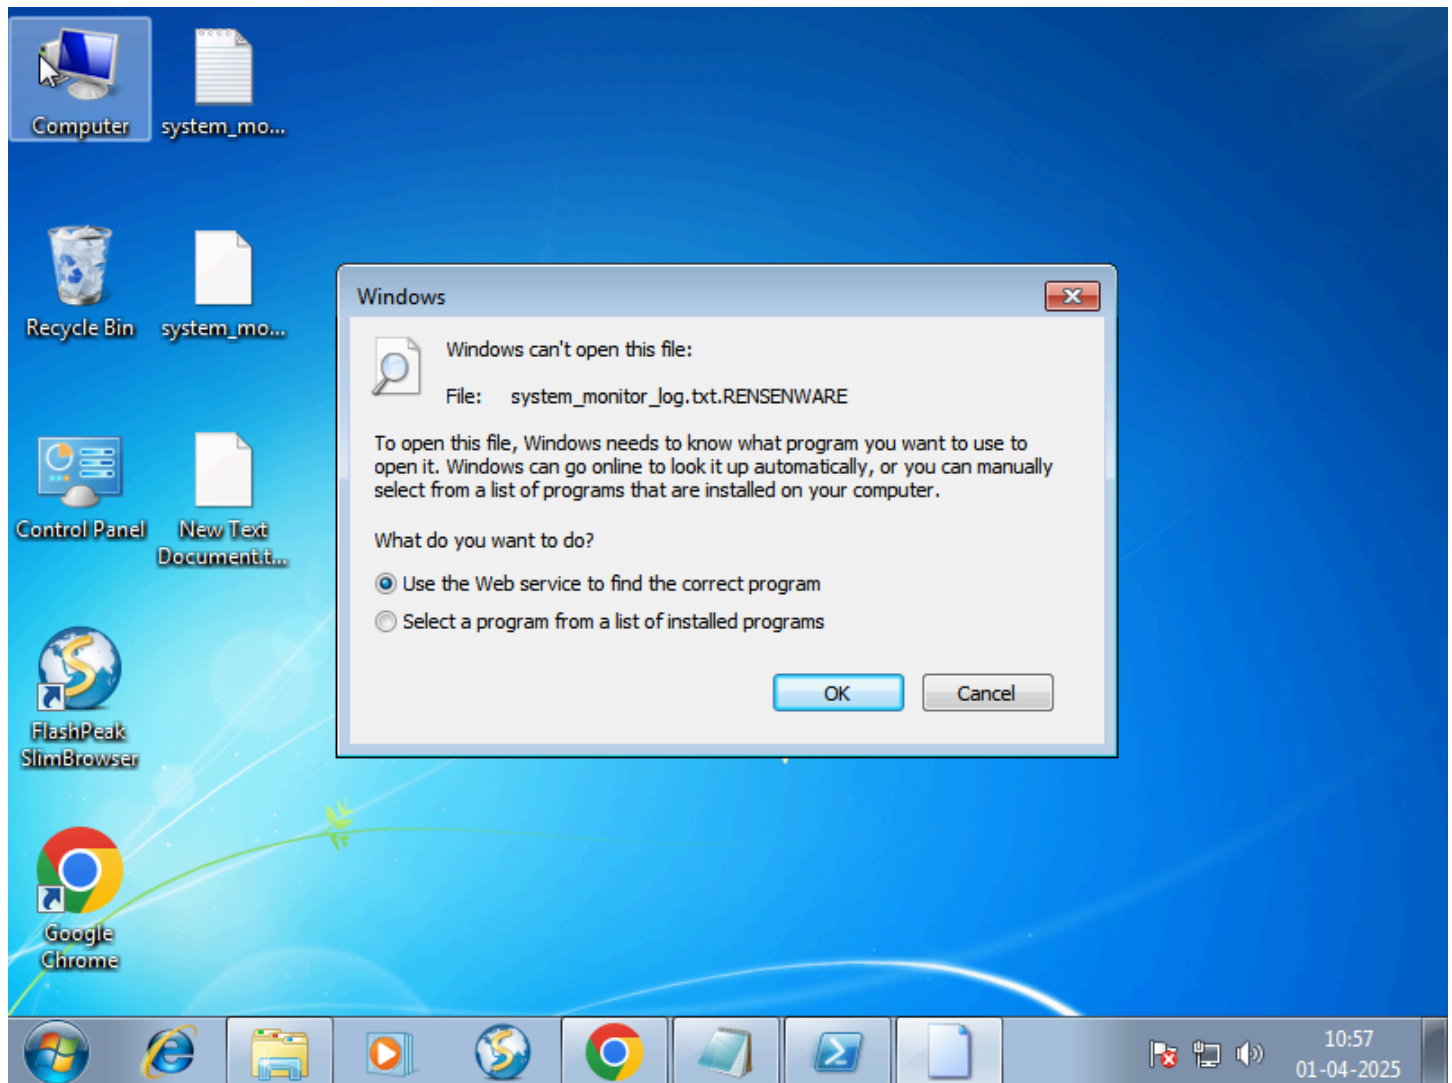 Computer
system_mo...
Recycle Bin
system_mo...
Control Panel
New Text
Document.t...
FlashPeak
SlimBrowser
Google
Chrome
Windows
Windows can't open this file:
File: system_monitor_log.txt.RENSENWARE
To open this file, Windows needs to know what program you want to use to
open it. Windows can go online to look it up automatically, or you can manually
select from a list of programs that are installed on your computer.
What do you want to do?
Use the Web service to find the correct program
Select a program from a list of installed programs
OK
Cancel
10:57
01-04-2025